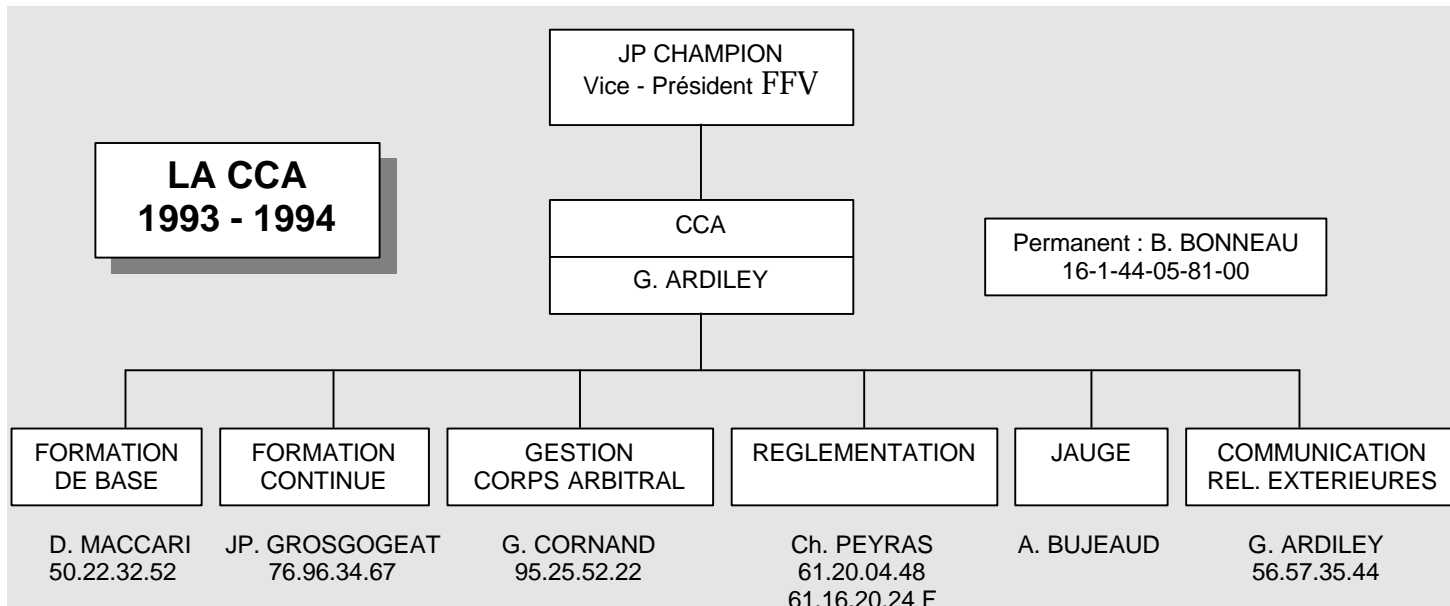 JP CHAMPION
Vice - Président FFV
LA CCA
1993 - 1994
CCA
G. ARDILEY
Permanent : B. BONNEAU
16-1-44-05-81-00
FORMATION
DE BASE
FORMATION
CONTINUE
GESTION
CORPS ARBITRAL
REGLEMENTATION
JAUGE
COMMUNICATION
REL. EXTERIEURES
D. MACCARI
50.22.32.52
JP. GROSGOGEAT
76.96.34.67
G. CORNAND
95.25.52.22
Ch. PEYRAS
61.20.04.48
61.16.20.24 F
A. BUJEAUD
G. ARDILEY
56.57.35.44